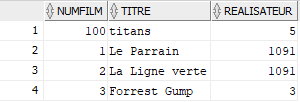 NUMFILM TITRE REALISATEUR
1 100 titans 5
2 1 Le Parrain 1091
3 2 La Ligne verte 1091
4 3 Forrest Gump 3